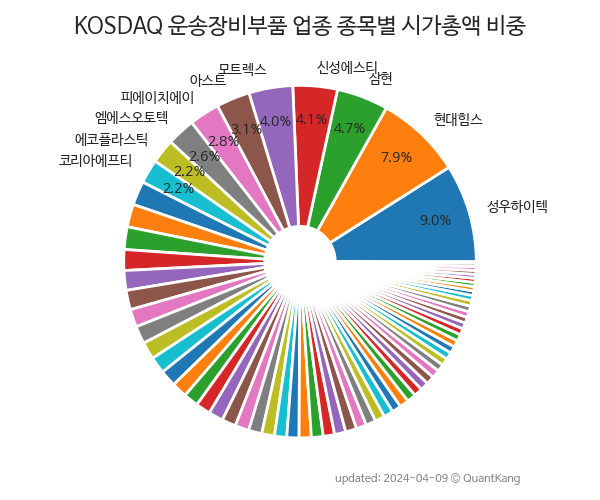 KOSDAQ 운송장비부품 업종 종목별 시가총액 비중
성우하이텍
9.0%
현대힘스
7.9%
삼현
4.7%
신성에스티
4.1%
모트렉스
4.0%
아스트
3.1%
피에이치에이
2.8%
엠에스오토텍
2.6%
에코플라스틱
2.2%
코리아에프티
2.2%
updated: 2024-04-09 © QuantKang